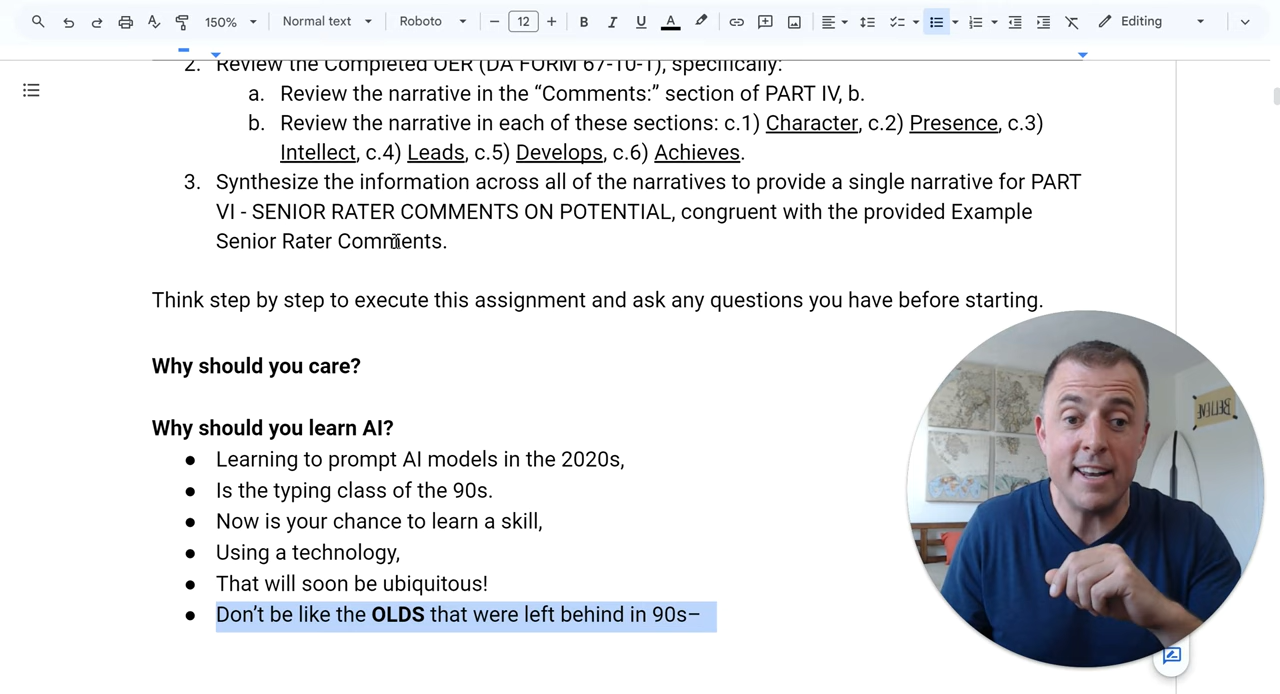 150% Normal text Roboto 12 B I U A Editing
2. Review the Completed OER (DA FORM 67-10-1), specifically:
a. Review the narrative in the “Comments:” section of PART IV, b.
b. Review the narrative in each of these sections: c.1) Character, c.2) Presence, c.3)
Intellect, c.4) Leads, c.5) Develops, c.6) Achieves.
3. Synthesize the information across all of the narratives to provide a single narrative for PART
VI - SENIOR RATER COMMENTS ON POTENTIAL, congruent with the provided Example
Senior Rater Comments.
Think step by step to execute this assignment and ask any questions you have before starting.
Why should you care?
Why should you learn AI?
● Learning to prompt AI models in the 2020s,
● Is the typing class of the 90s.
● Now is your chance to learn a skill,
● Using a technology,
● That will soon be ubiquitous!
● Don’t be like the OLDS that were left behind in 90s–
BELIEVE